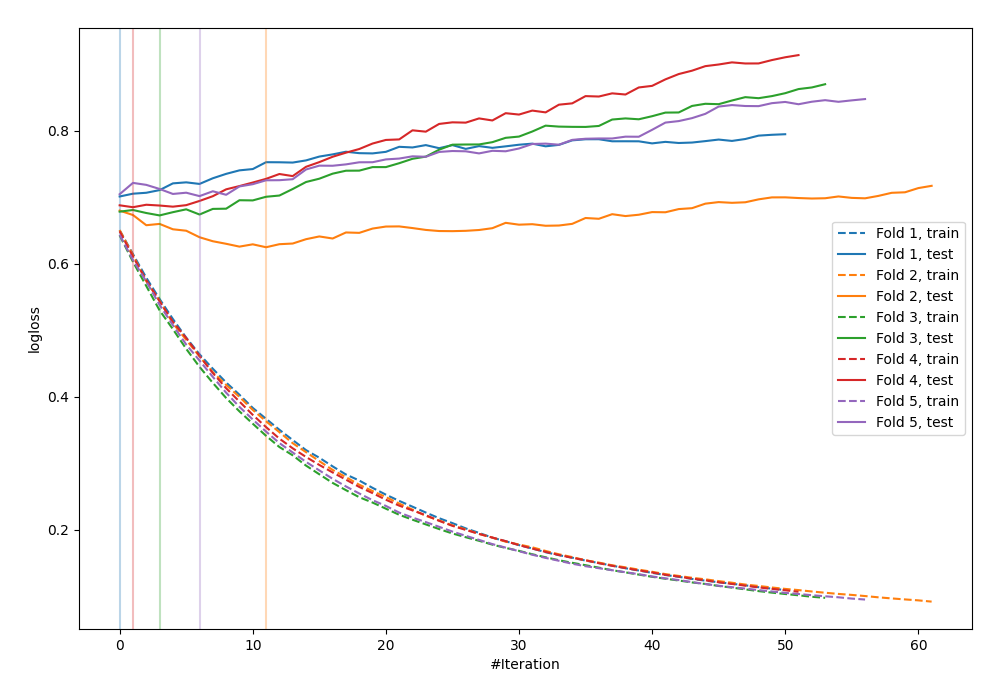 0.8
0.6
0.4
0.2
logloss
0
10
20
30
40
50
60
#Iteration
Fold 1, train
Fold 1, test
Fold 2, train
Fold 2, test
Fold 3, train
Fold 3, test
Fold 4, train
Fold 4, test
Fold 5, train
Fold 5, test